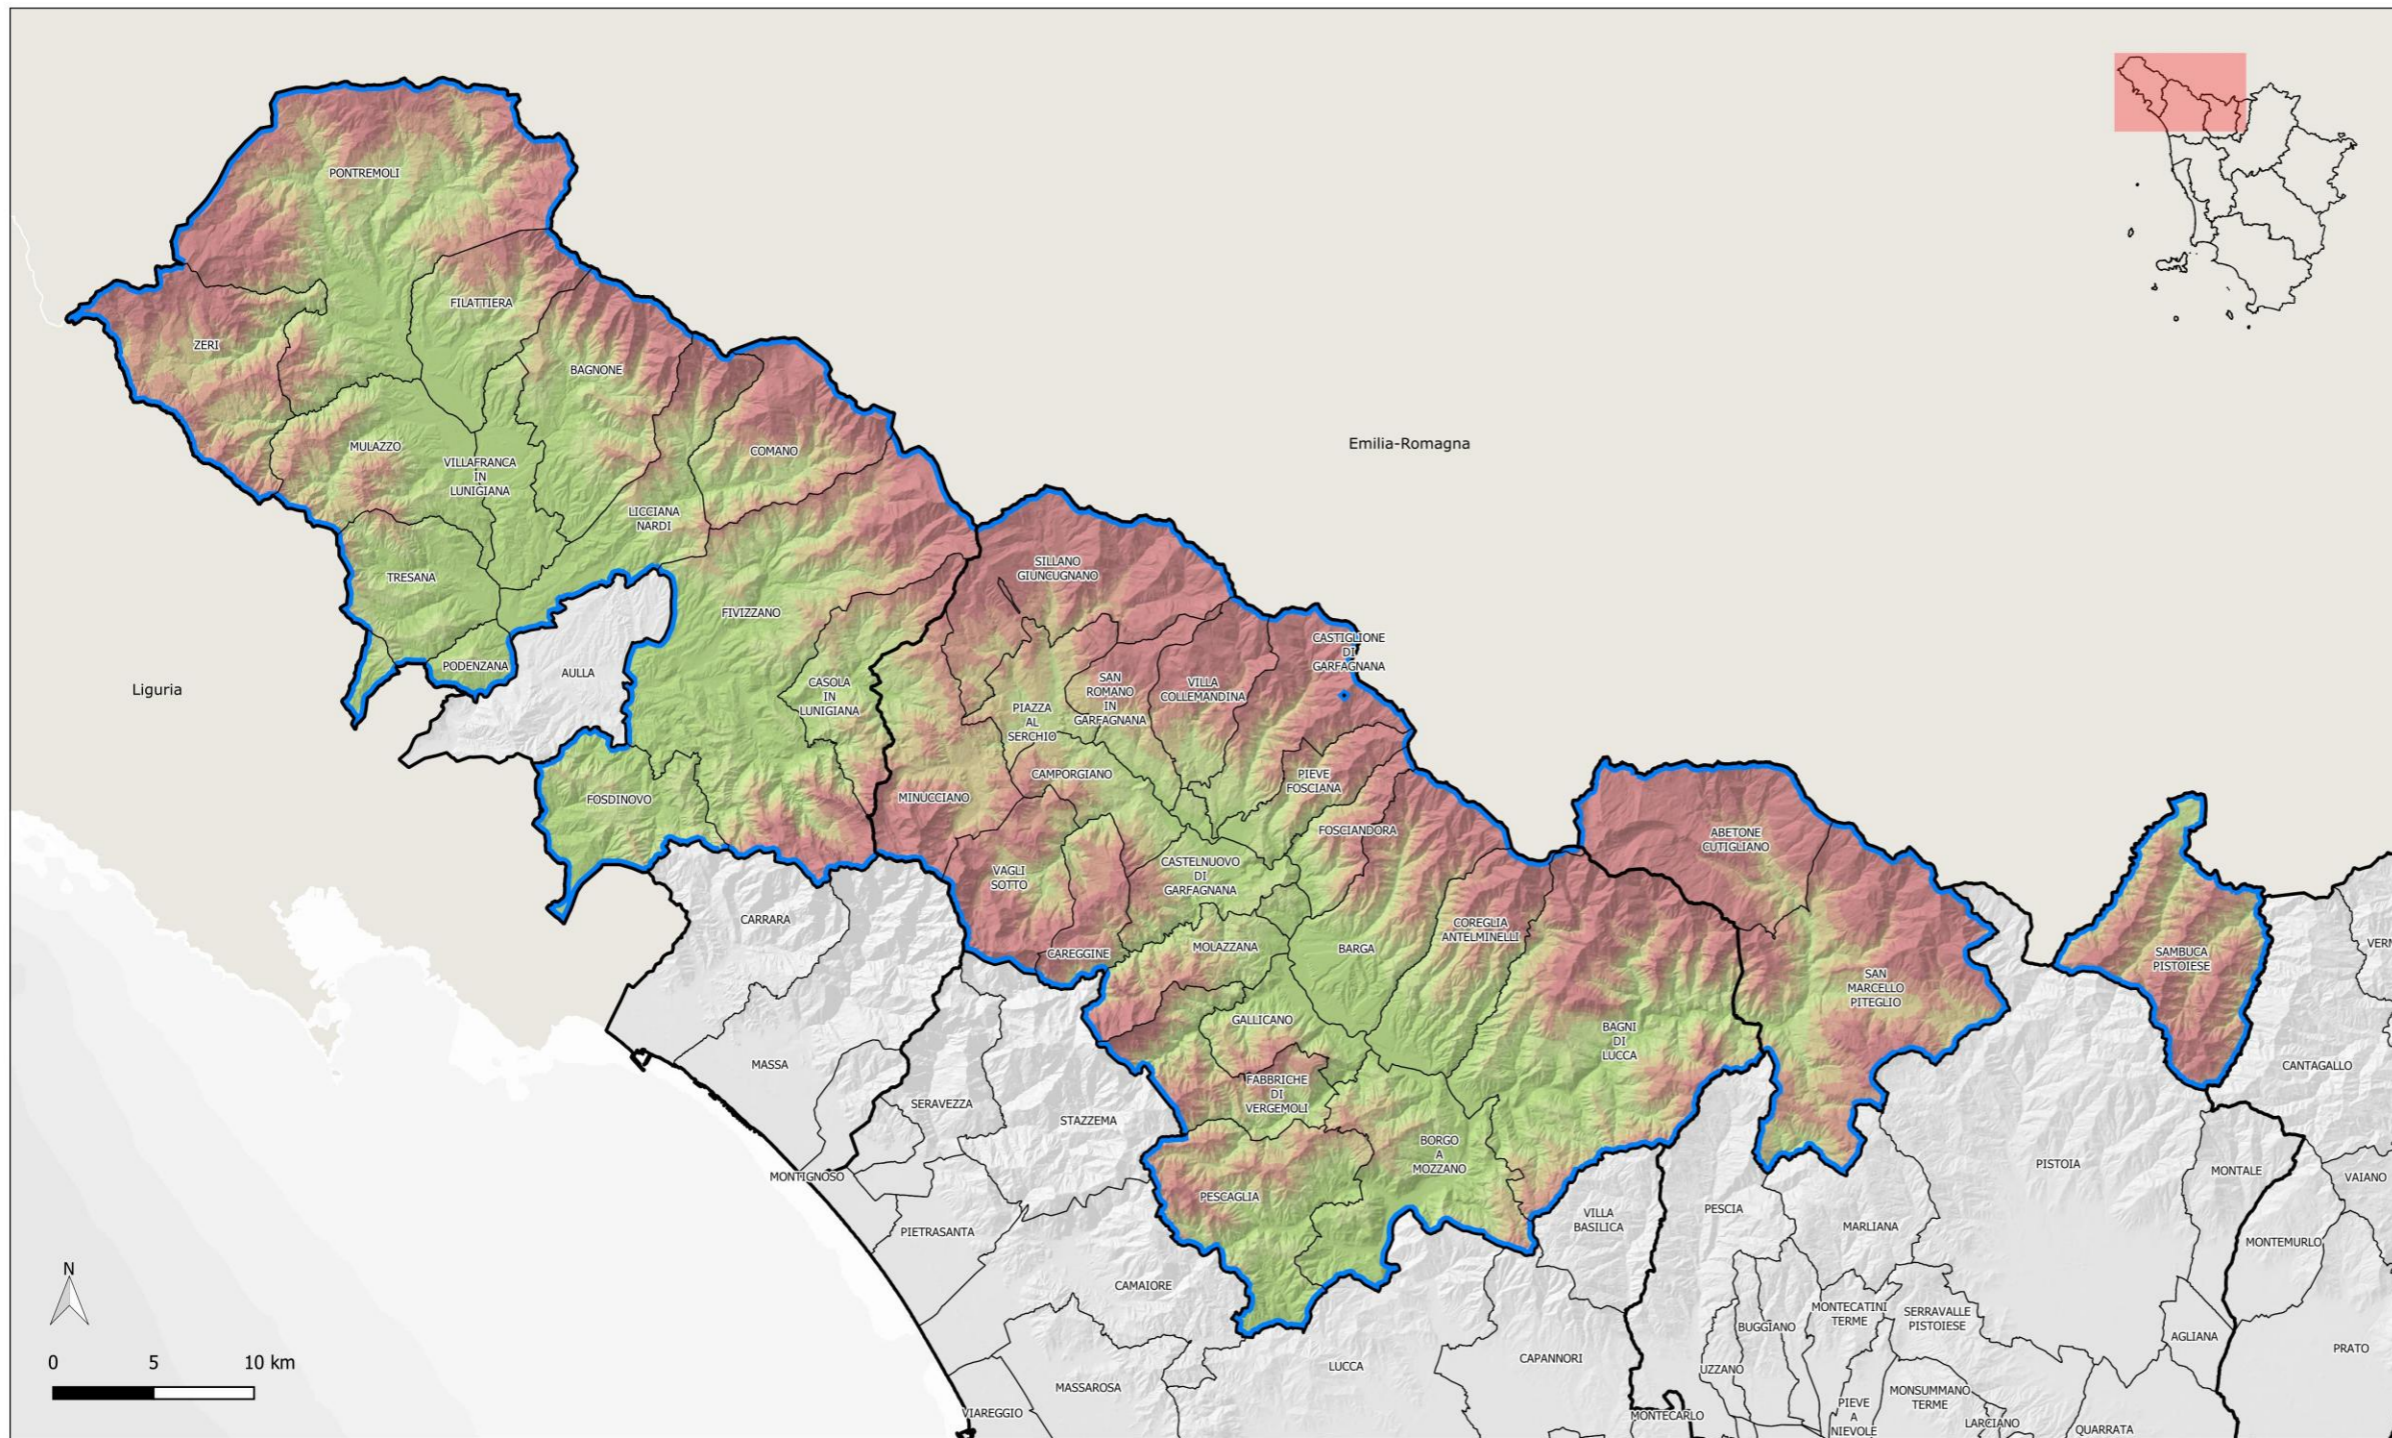 PONTREMOLI
FILATTIERA
ZERI
BAGNONE
Emilia-Romagna
MULAZZO
COMANO
VILLAFRANCA
IN
LUNIGIANA
LICCIANA
NARDI
SILLANO
GIUNCUGNANO
TRESANA
FIVIZZANO
CASTIGLIONE
DI
GARFAGNANA
PODENZANA
AULLA
Liguria
CASOLA
IN
LUNIGIANA
SAN
ROMANO
IN
GARFAGNANA
VILLA
COLLEMANDINA
PIAZZA
AL
SERCHIO
CAMPORGIANO
PIEVE
FOSCIANA
MINUCCIANO
FOSDINOVO
FOSCIANDORA
ABETONE
CUTIGLIANO
VAGLI
SOTTO
CASTELNUOVO
DI
GARFAGNANA
CARRARA
COREGLIA
ANTELMINELLI
MOLAZZANA
BARGA
CAREGGINE
SAMBUCA
PISTOIESE
VERN
SAN
MARCELLO
PITEGLIO
GALLICANO
BAGNI
DI
LUCCA
MASSA
CANTAGALLO
FABBRICHE
DI
VERGEMOLI
SERAVEZZA
STAZZEMA
BORGO
A
MOZZANO
PISTOIA
MONTALE
MONTIGNOSO
VAIANO
PESCAGLIA
PESCIA
VILLA
BASILICA
MARLIANA
PIETRASANTA
MONTEMURLO
N
CAMAIORE
MONTECATINI
TERME
SERRAVALLE
PISTOIESE
BUGGIANO
AGLIANA
PRATO
0 5 10 km
LUCCA
CAPANNORI
UZZANO
MASSAROSA
MONSUMMANO
TERME
VIAREGGIO
MONTECARLO
PIEVE
A
NIEVOLE
LARCIANO
QUARRATA